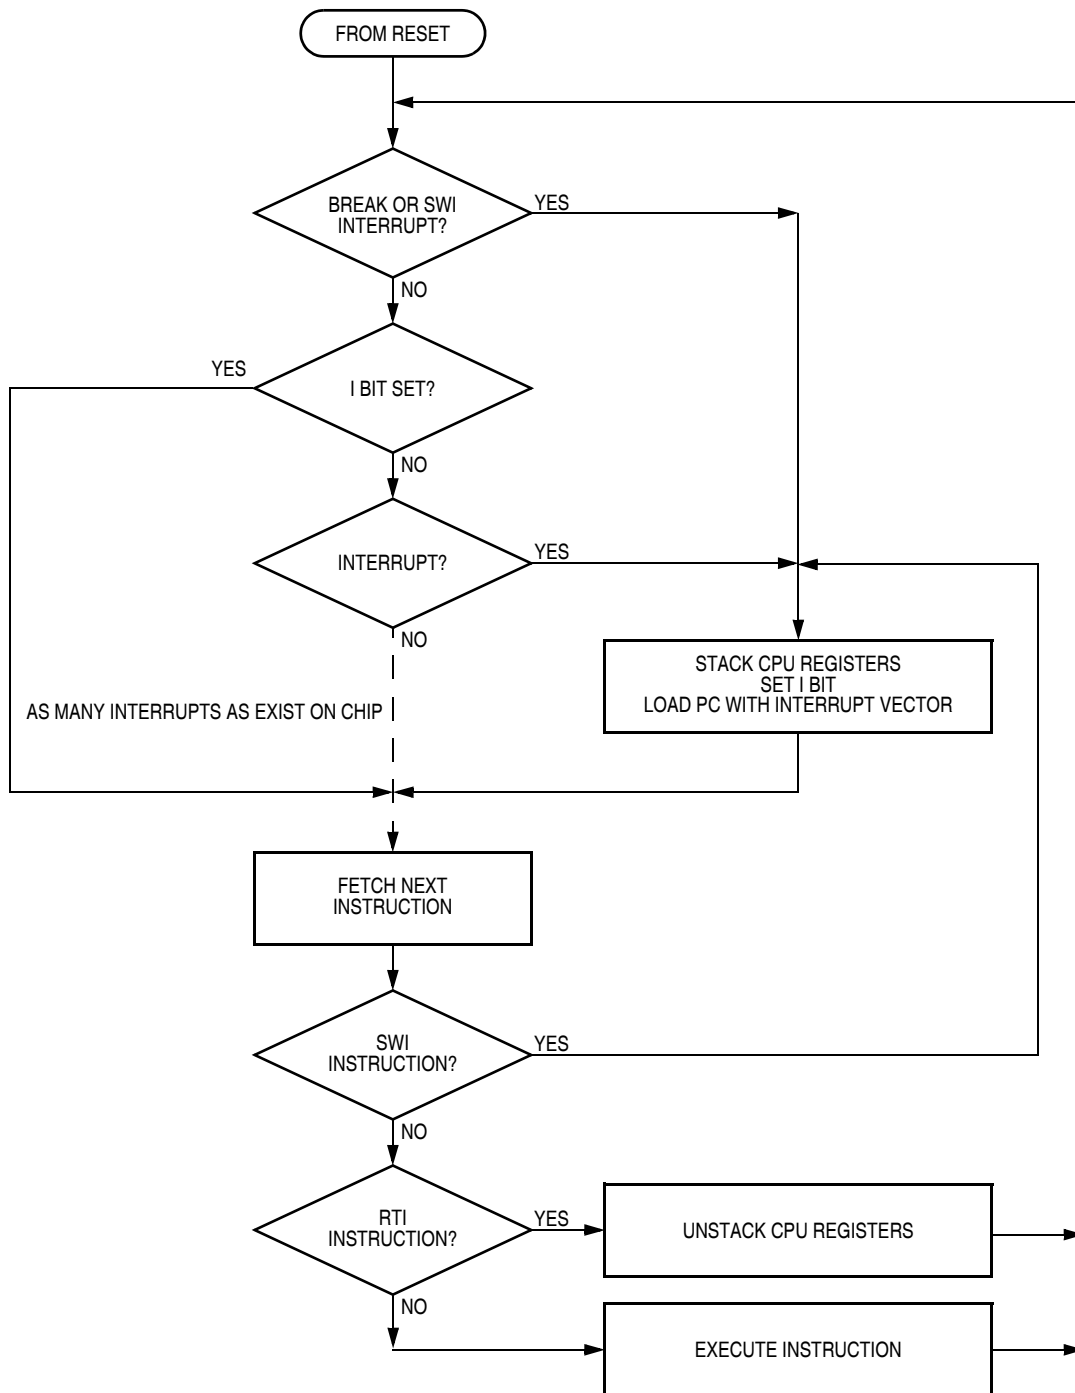 FROM RESET
BREAK OR SWI
INTERRUPT?
YES
NO
YES
I BIT SET?
NO
INTERRUPT?
YES
NO
STACK CPU REGISTERS
SET I BIT
LOAD PC WITH INTERRUPT VECTOR
AS MANY INTERRUPTS AS EXIST ON CHIP
FETCH NEXT
INSTRUCTION
SWI
INSTRUCTION?
YES
NO
RTI
INSTRUCTION?
YES
UNSTACK CPU REGISTERS
NO
EXECUTE INSTRUCTION